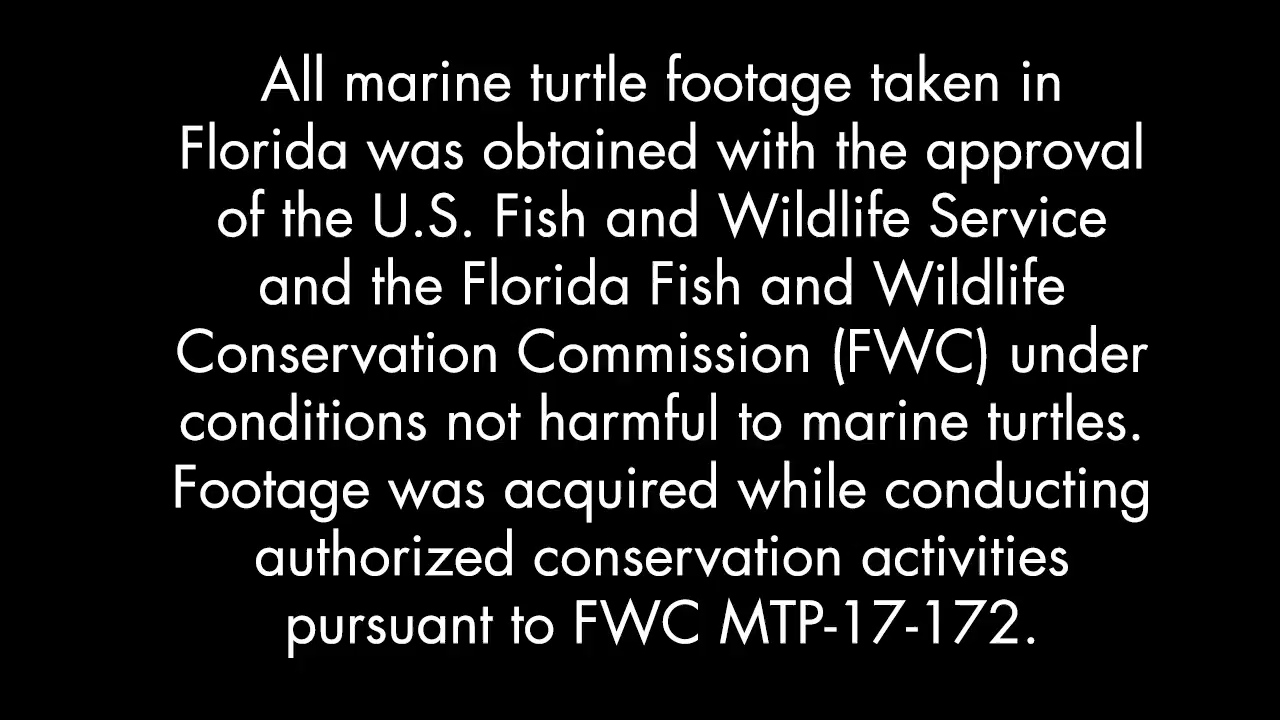 All marine turtle footage taken in
Florida was obtained with the approval
of the U.S. Fish and Wildlife Service
and the Florida Fish and Wildlife
Conservation Commission (FWC) under
conditions not harmful to marine turtles.
Footage was acquired while conducting
authorized conservation activities
pursuant to FWC MTP-17-172.